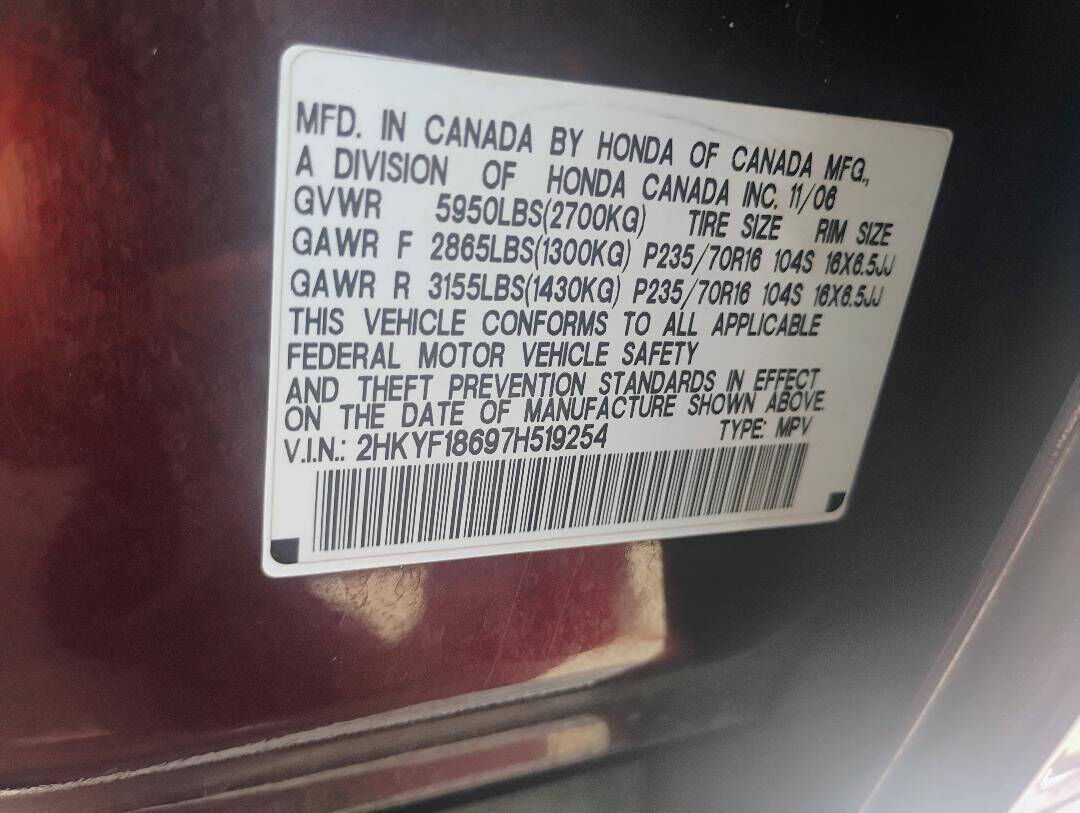 MFD. IN CANADA BY HONDA OF CANADA MFG.,
A DIVISION OF HONDA CANADA INC. 11/06
GVWR 5950LBS(2700KG) TIRE SIZE RIM SIZE
GAWR F 2865LBS(1300KG) P235/70R16 104S 16X6.5JJ
GAWR R 3155LBS(1430KG) P235/70R16 104S 16X6.5JJ
THIS VEHICLE CONFORMS TO ALL APPLICABLE
FEDERAL MOTOR VEHICLE SAFETY
AND THEFT PREVENTION STANDARDS IN EFFECT
ON THE DATE OF MANUFACTURE SHOWN ABOVE.
V.I.N.: 2HKYF18697H519254 TYPE: MPV